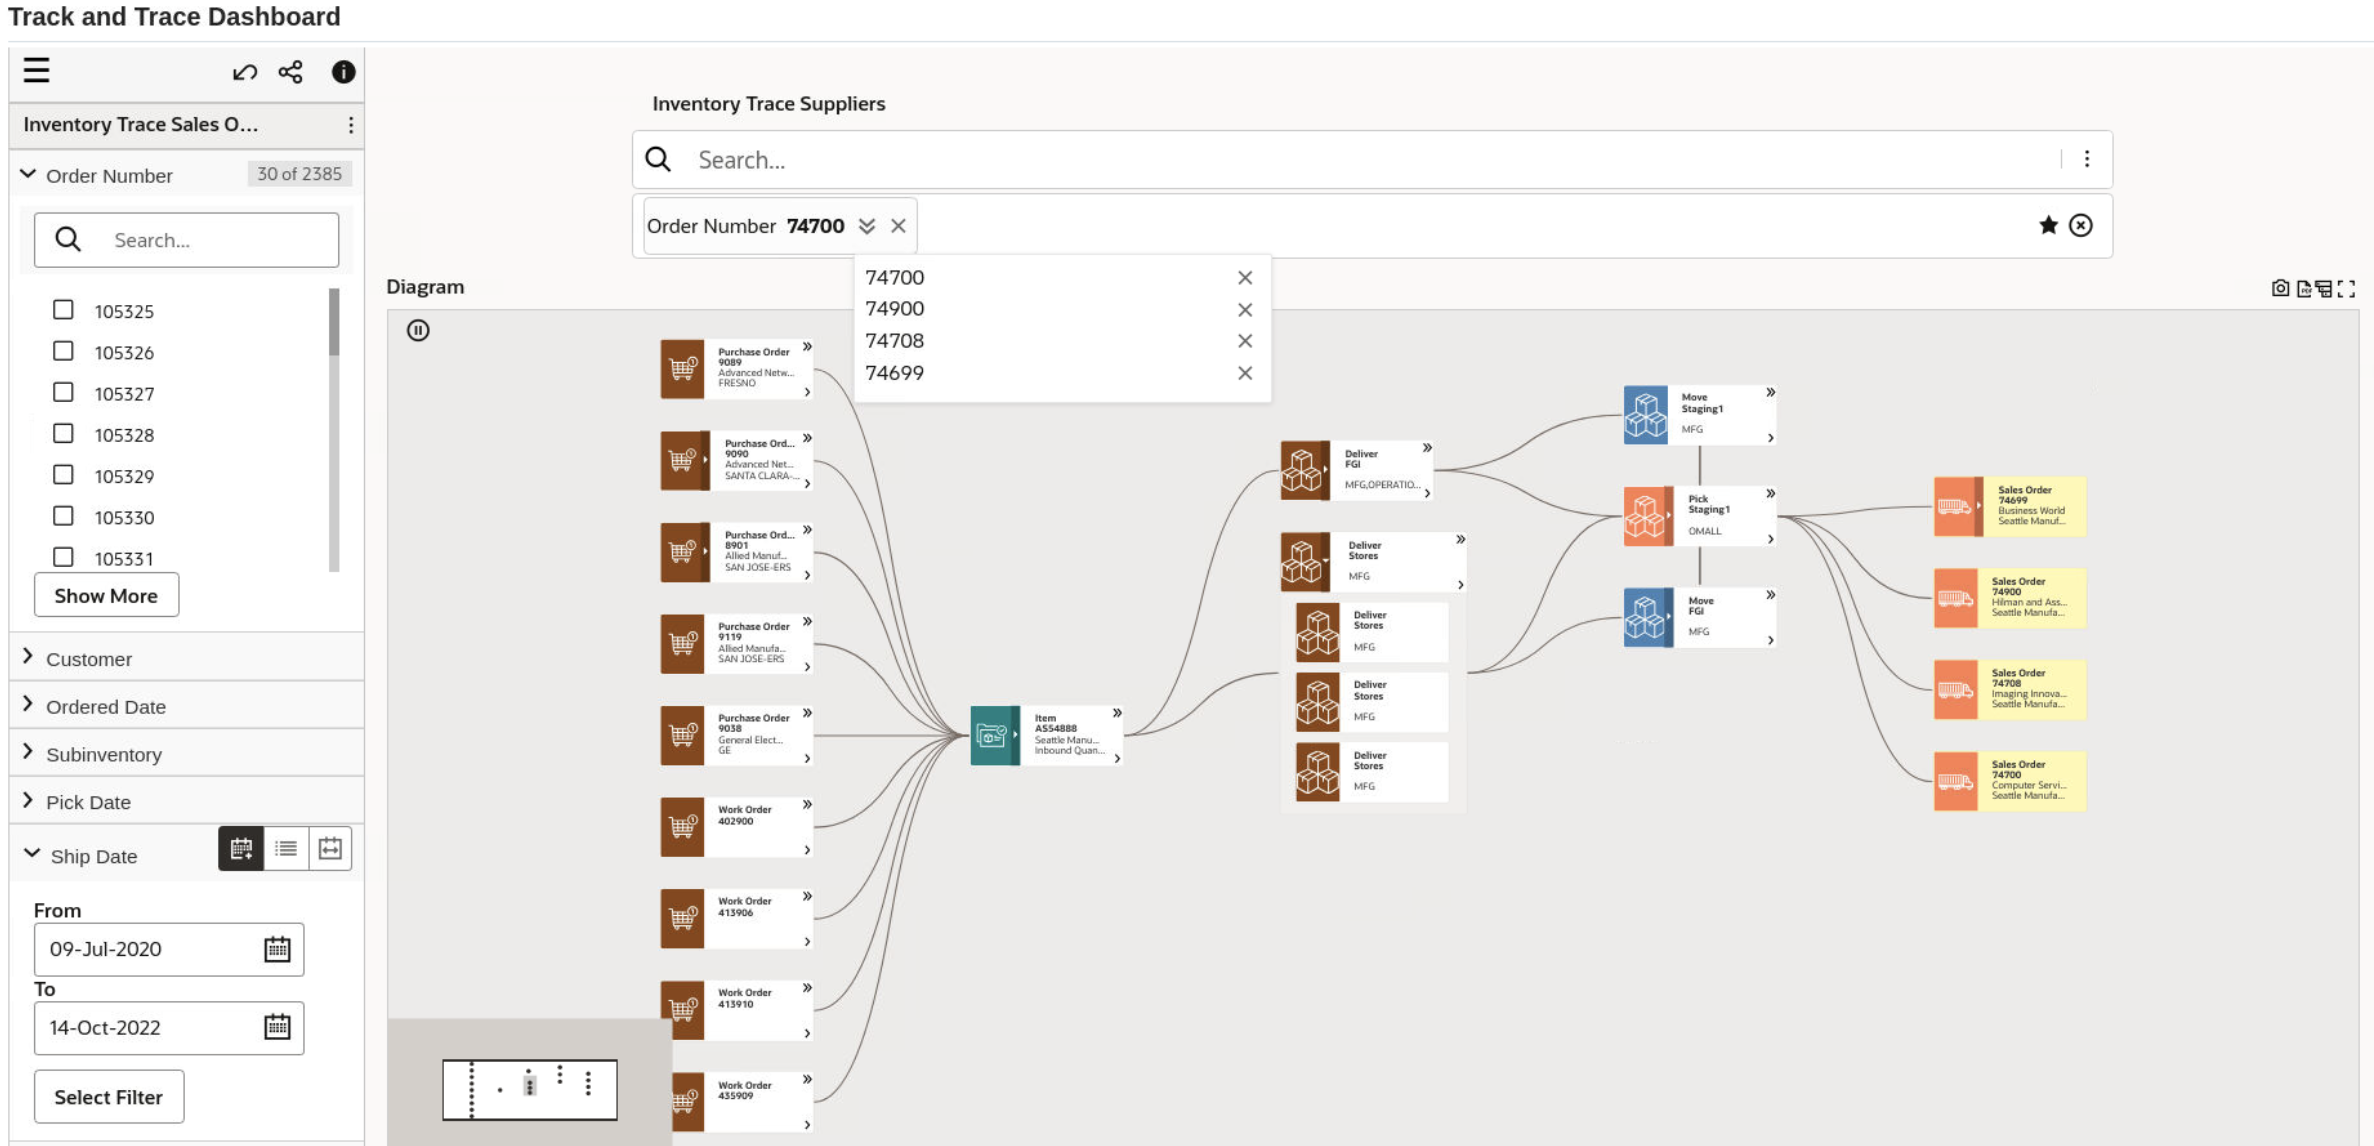 Track and Trace Dashboard
Inventory Trace Sales O...
Order Number 30 of 2385
Search...
105325
105326
105327
105328
105329
105330
105331
Show More
Customer
Ordered Date
Subinventory
Pick Date
Ship Date
From
09-Jul-2020
To
14-Oct-2022
Select Filter
Inventory Trace Suppliers
Search...
Order Number 74700
74700
74900
74708
74699
Diagram
Purchase Order
9089
Advanced Netw...
FRESNO
Purchase Ord...
9090
Advanced Net...
SANTA CLARA-...
Purchase Ord...
8901
Allied Manuf...
SAN JOSE-ERS
Purchase Order
9119
Allied Manufa...
SAN JOSE-ERS
Purchase Order
9038
General Elect...
GE
Work Order
402900
Work Order
413906
Work Order
413910
Work Order
435909
Item
AS54888
Seattle Manu...
Inbound Quan...
Deliver
FGI
MFG,OPERATIO...
Deliver
Stores
MFG
Deliver
Stores
MFG
Deliver
Stores
MFG
Deliver
Stores
MFG
Move
Staging1
MFG
Pick
Staging1
OMALL
Move
FGI
MFG
Sales Order
74699
Business World
Seattle Manuf...
Sales Order
74900
Hilman and Ass...
Seattle Manufa...
Sales Order
74708
Imaging Innova...
Seattle Manufa...
Sales Order
74700
Computer Servi...
Seattle Manufa...